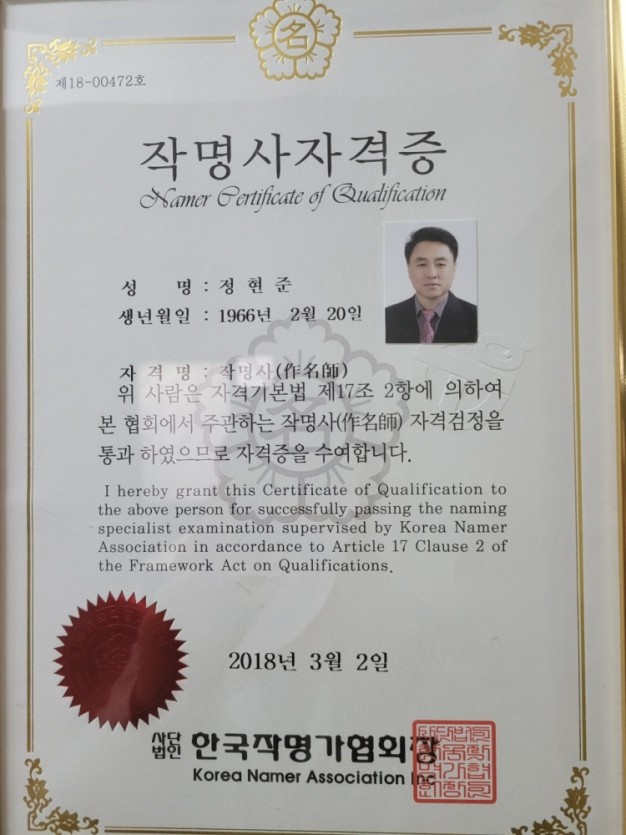 名
제18-00472호
작명사자격증
Namer Certificate of Qualification
성 명 : 정현준
생년월일 : 1966년 2월 20일
자 격 명 : 작명사(作名師)
위 사람은 자격기본법 제17조 2항에 의하여
본 협회에서 주관하는 작명사(作名師) 자격검정을
통과 하였으므로 자격증을 수여합니다.
I hereby grant this Certificate of Qualification to
the above person for successfully passing the naming
specialist examination supervised by Korea Namer
Association in accordance to Article 17 Clause 2 of
the Framework Act on Qualifications.
2018년 3월 2일
사단법인 한국작명가협회장
Korea Namer Association Inc